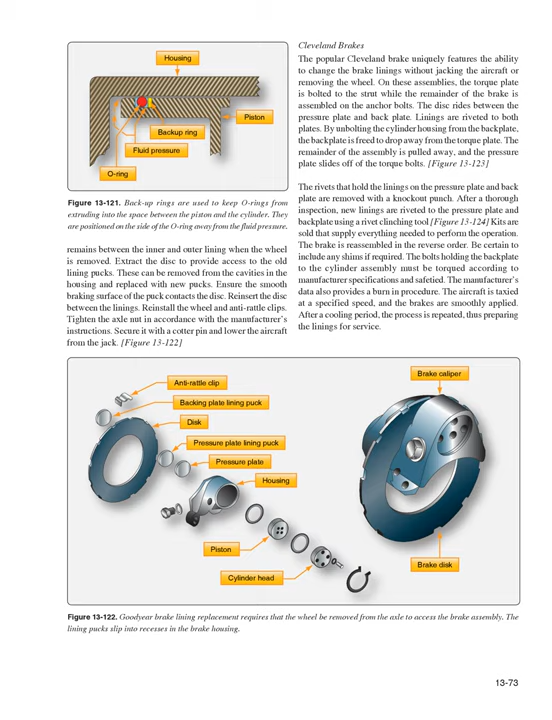 Housing
Piston
Backup ring
Fluid pressure
O-ring
Figure 13-121. Back-up rings are used to keep O-rings from
extruding into the space between the piston and the cylinder. They
are positioned on the side of the O-ring away from the fluid pressure.
remains between the inner and outer lining when the wheel
is removed. Extract the disc to provide access to the old
lining pucks. These can be removed from the cavities in the
housing and replaced with new pucks. Ensure the smooth
braking surface of the puck contacts the disc. Reinsert the disc
between the linings. Reinstall the wheel and anti-rattle clips.
Tighten the axle nut in accordance with the manufacturer's
instructions. Secure it with a cotter pin and lower the aircraft
from the jack. [Figure 13-122]
Cleveland Brakes
The popular Cleveland brake uniquely features the ability
to change the brake linings without jacking the aircraft or
removing the wheel. On these assemblies, the torque plate
is bolted to the strut while the remainder of the brake is
assembled on the anchor bolts. The disc rides between the
pressure plate and back plate. Linings are riveted to both
plates. By unbolting the cylinder housing from the backplate,
the backplate is freed to drop away from the torque plate. The
remainder of the assembly is pulled away, and the pressure
plate slides off of the torque bolts. [Figure 13-123]
The rivets that hold the linings on the pressure plate and back
plate are removed with a knockout punch. After a thorough
inspection, new linings are riveted to the pressure plate and
backplate using a rivet clinching tool [Figure 13-124] Kits are
sold that supply everything needed to perform the operation.
The brake is reassembled in the reverse order. Be certain to
include any shims if required. The bolts holding the backplate
to the cylinder assembly must be torqued according to
manufacturer specifications and safetied. The manufacturer's
data also provides a burn in procedure. The aircraft is taxied
at a specified speed, and the brakes are smoothly applied.
After a cooling period, the process is repeated, thus preparing
the linings for service.
Anti-rattle clip
Backing plate lining puck
Disk
Pressure plate lining puck
Pressure plate
Housing
Piston
Cylinder head
Brake caliper
Brake disk
Figure 13-122. Goodyear brake lining replacement requires that the wheel be removed from the axle to access the brake assembly. The
lining pucks slip into recesses in the brake housing.
13-73